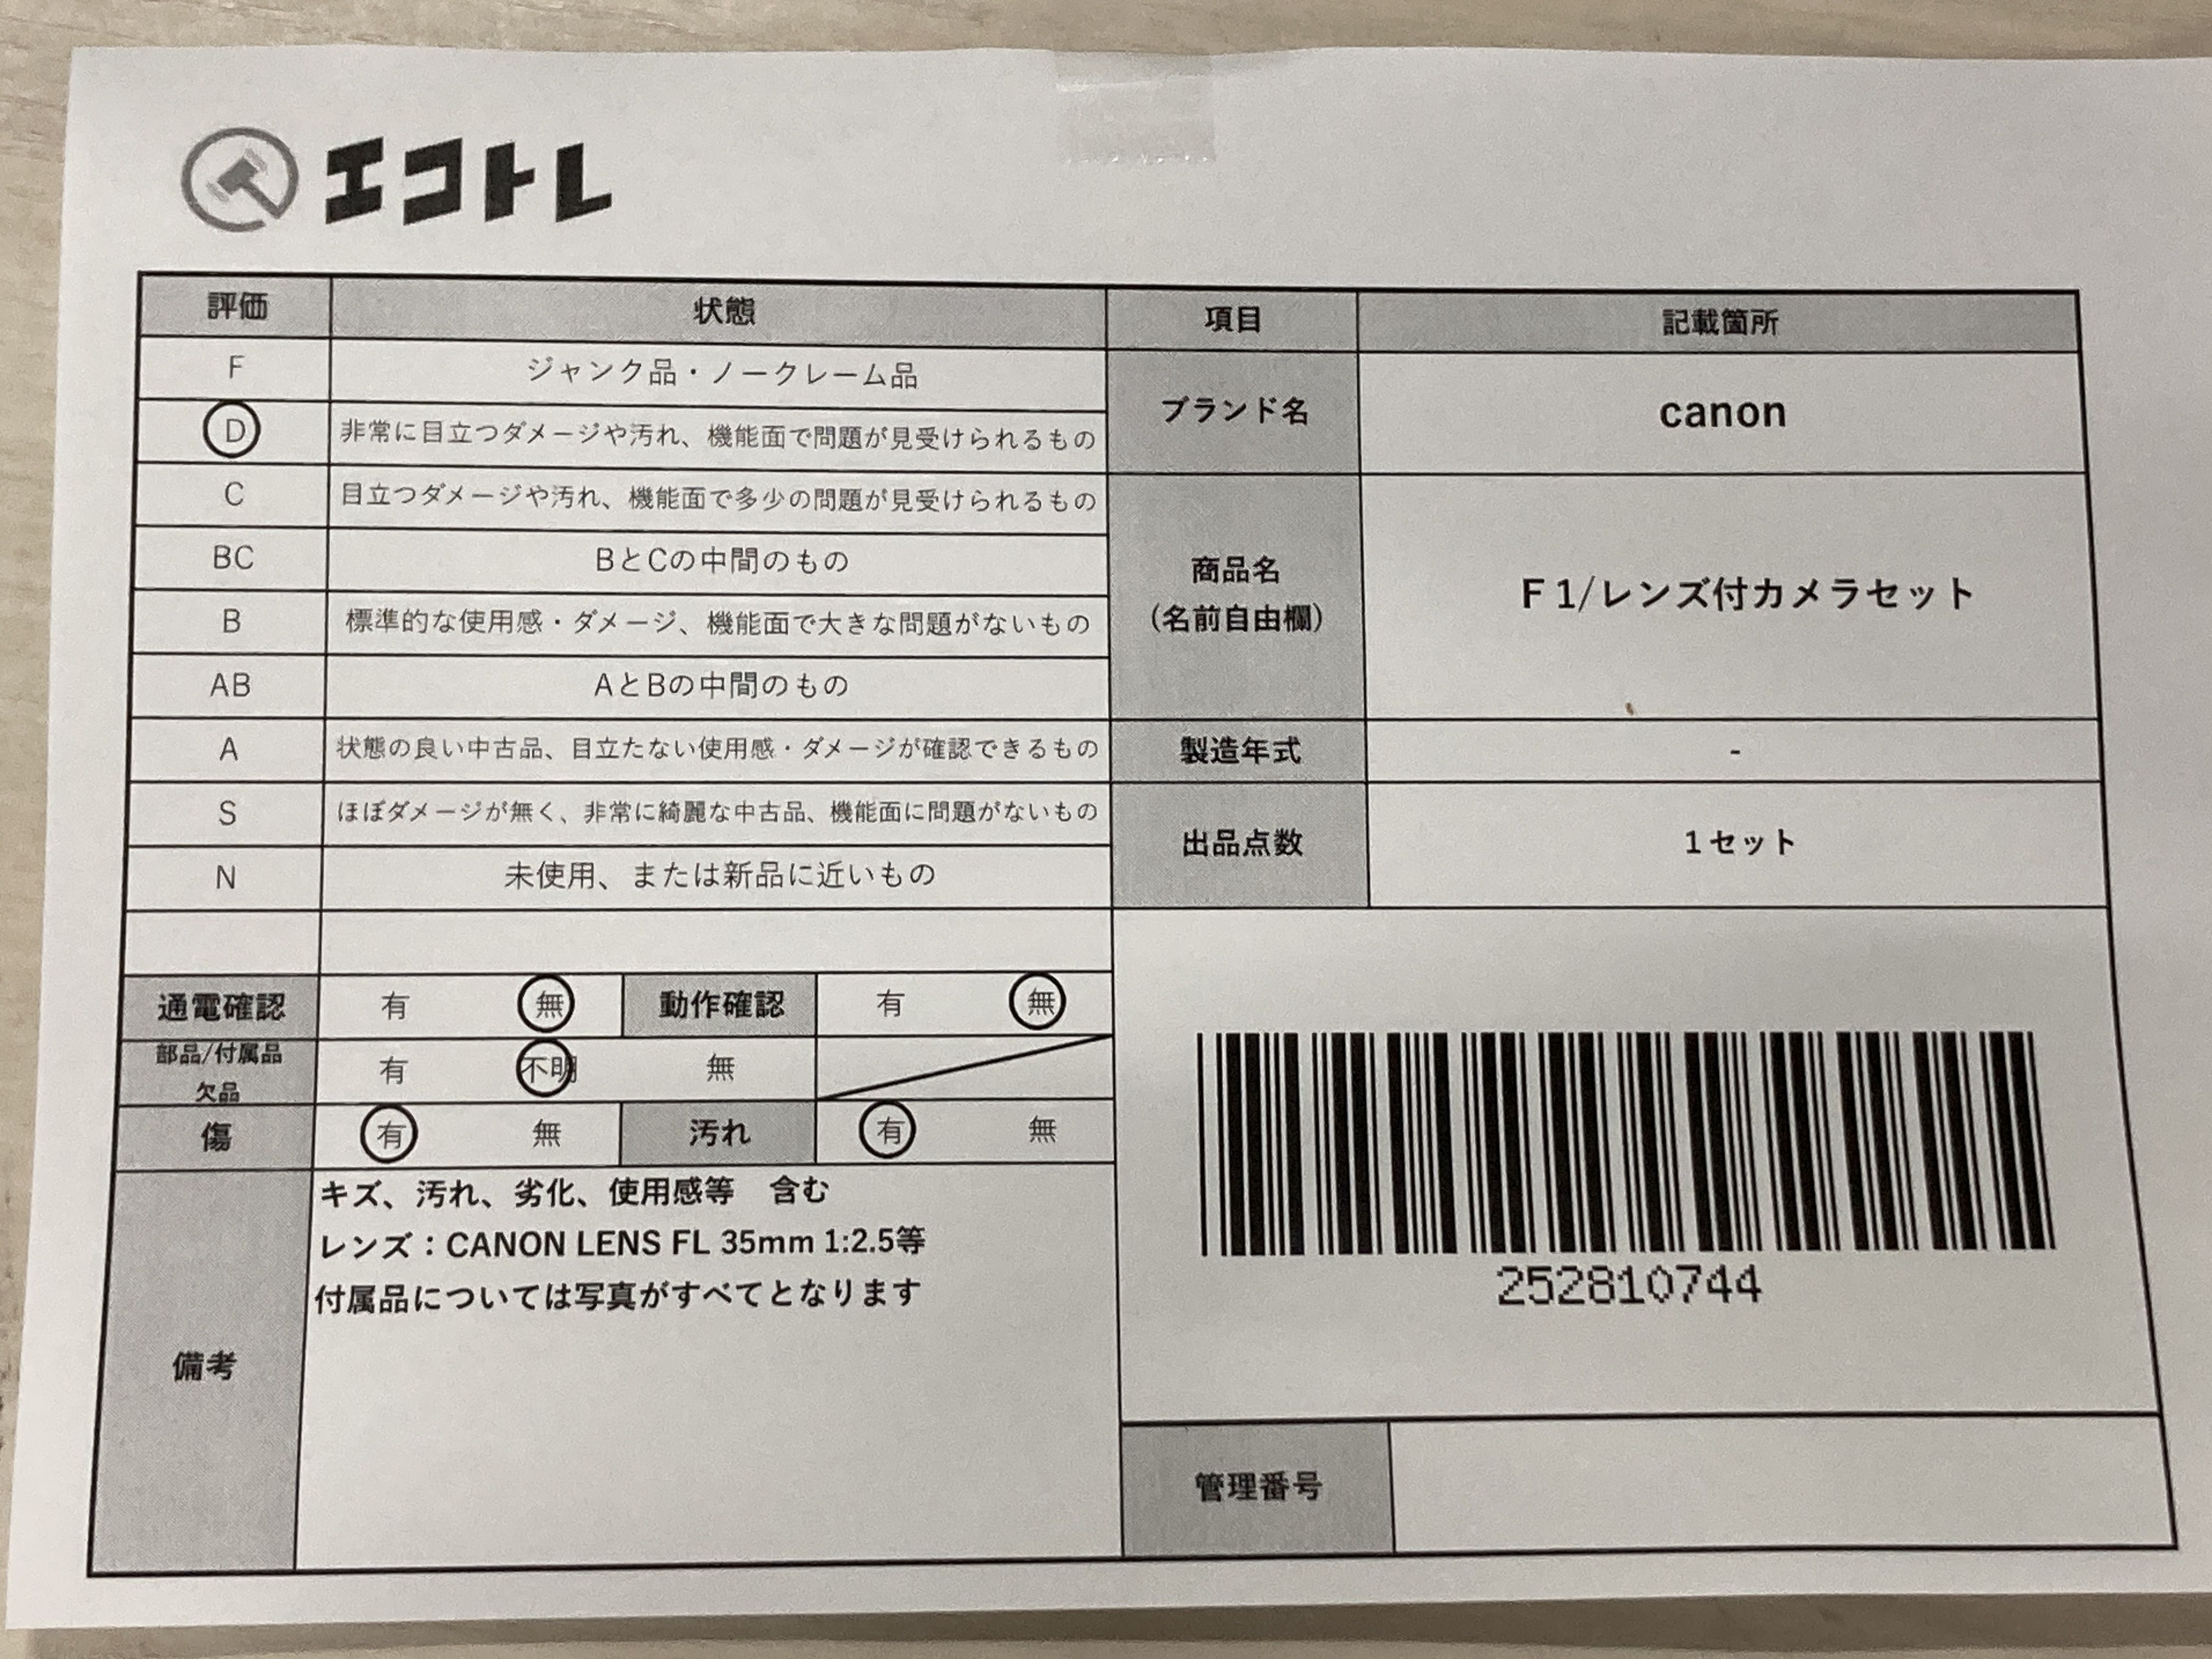 エコトレ
評価 状態 項目 記載箇所
F ジャンク品・ノークレーム品
D 非常に目立つダメージや汚れ、機能面で問題が見受けられるもの
ブランド名 canon
C 目立つダメージや汚れ、機能面で多少の問題が見受けられるもの
BC BとCの中間のもの
B 標準的な使用感・ダメージ、機能面で大きな問題がないもの
商品名
(名前自由欄)
F1/レンズ付カメラセット
AB AとBの中間のもの
A 状態の良い中古品、目立たない使用感・ダメージが確認できるもの
製造年式 -
S ほぼダメージが無く、非常に綺麗な中古品、機能面に問題がないもの
出品点数 1セット
N 未使用、または新品に近いもの
通電確認 有 無 動作確認 有 無
部品/付属品
欠品
有 不明 無
傷 有 無 汚れ 有 無
備考
キズ、汚れ、劣化、使用感等 含む
レンズ：CANON LENS FL 35mm 1:2.5等
付属品については写真がすべてとなります
252810744
管理番号